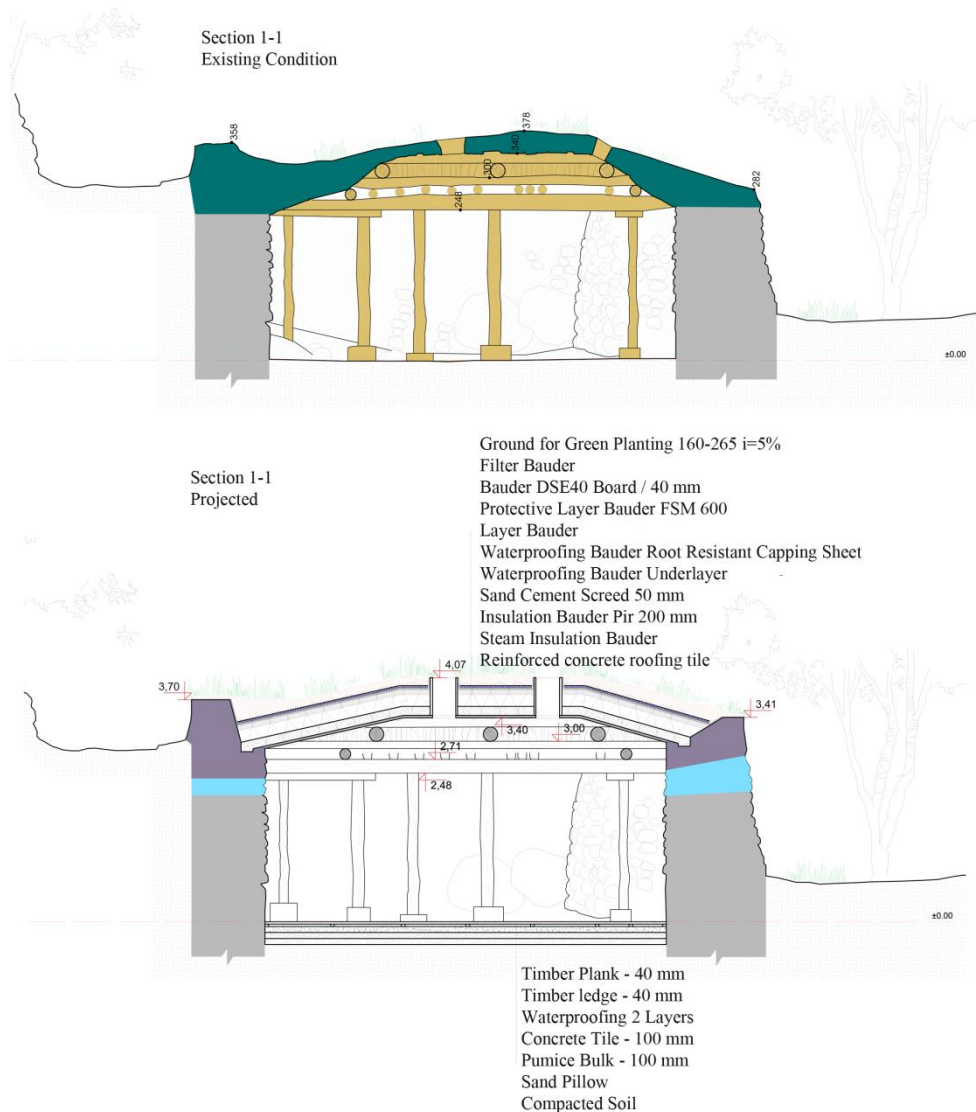 Section 1-1
Existing Condition
358
378
340
300
248
282
±0.00
Section 1-1
Projected
Ground for Green Planting 160-265 i=5%
Filter Bauder
Bauder DSE40 Board / 40 mm
Protective Layer Bauder FSM 600
Layer Bauder
Waterproofing Bauder Root Resistant Capping Sheet
Waterproofing Bauder Underlayer
Sand Cement Screed 50 mm
Insulation Bauder Pir 200 mm
Steam Insulation Bauder
Reinforced concrete roofing tile
4,07
3,70
3,41
3,40
3,00
2,71
2,48
±0.00
Timber Plank - 40 mm
Timber ledge - 40 mm
Waterproofing 2 Layers
Concrete Tile - 100 mm
Pumice Bulk - 100 mm
Sand Pillow
Compacted Soil